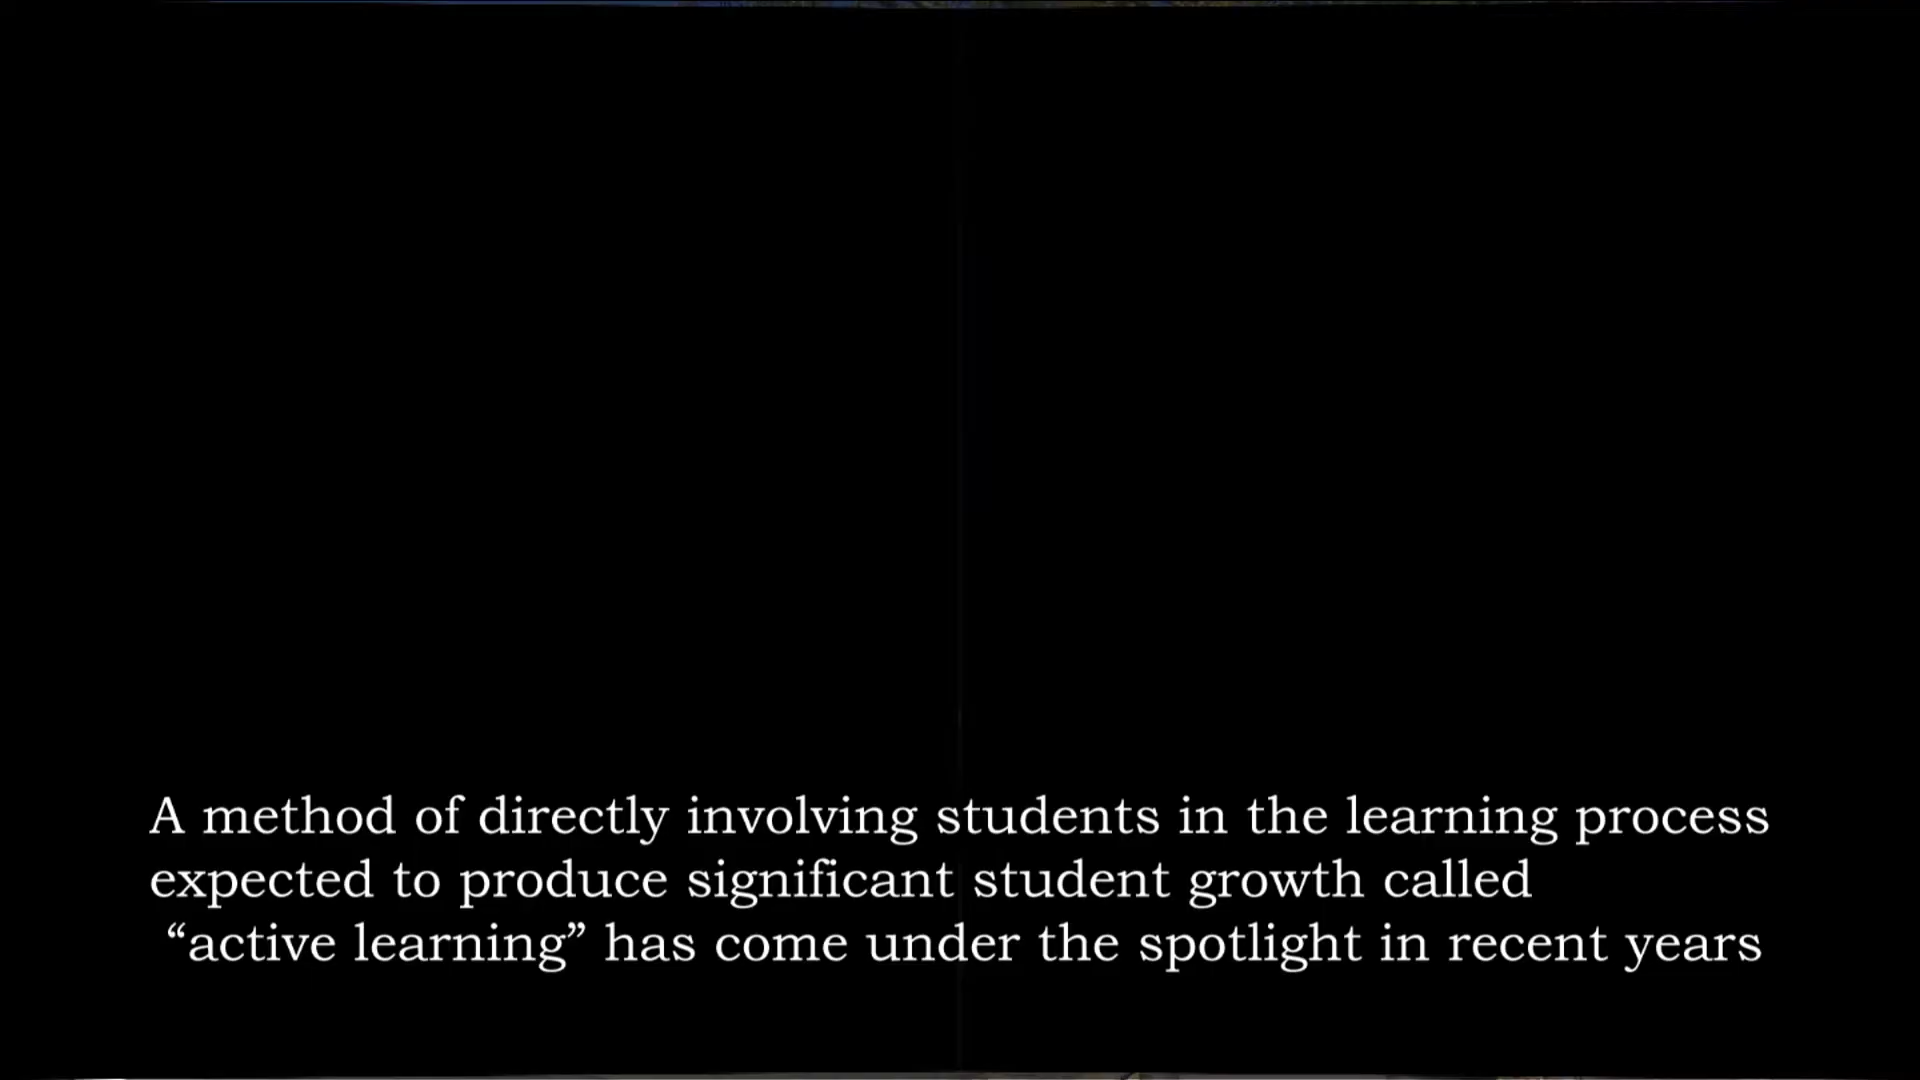 A method of directly involving students in the learning process
expected to produce significant student growth called
“active learning” has come under the spotlight in recent years